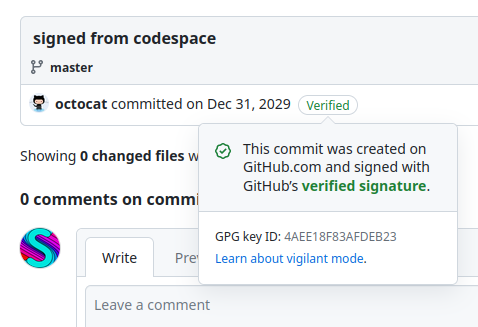 signed from codespace
master
octocat committed on Dec 31, 2029 Verified
This commit was created on
GitHub.com and signed with
GitHub’s verified signature.
Showing 0 changed files w
0 comments on commi
GPG key ID: 4AEE18F83AFDEB23
Learn about vigilant mode.
Write
Prev
Leave a comment